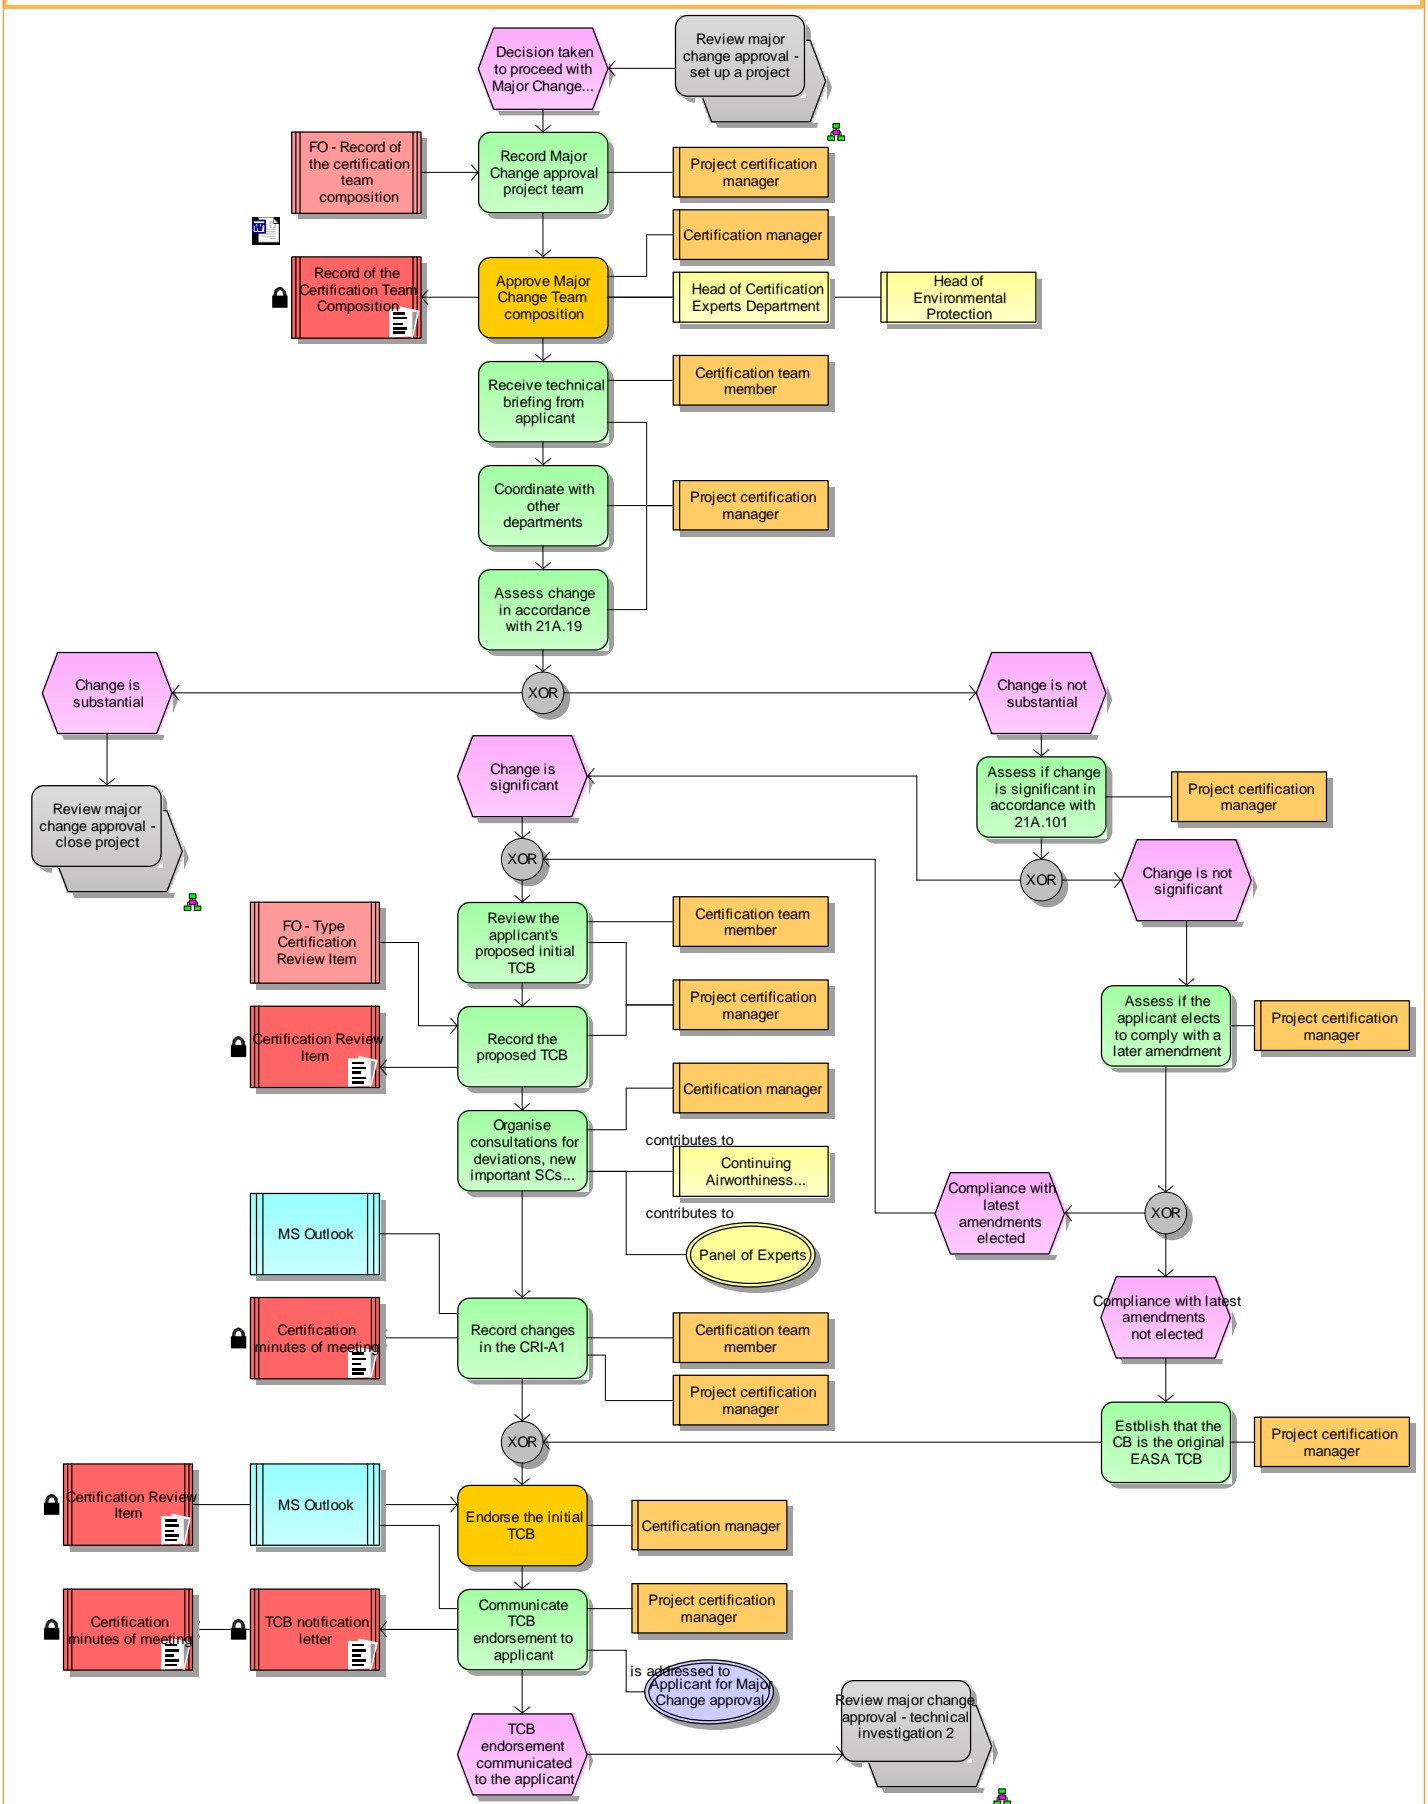 Decision taken
to proceed with
Major Change...
Review major
change approval -
set up a project
FO - Record of
the certification
team
composition
Record Major
Change approval
project team
Project certification
manager
Certification manager
Record of the
Certification Team
Composition
Approve Major
Change Team
composition
Head of Certification
Experts Department
Head of
Environmental
Protection
Receive technical
briefing from
applicant
Certification team
member
Coordinate with
other
departments
Project certification
manager
Assess change
in accordance
with 21A.19
Change is
substantial
XOR
Change is not
substantial
Change is
significant
Assess if change
is significant in
accordance with
21A.101
Project certification
manager
Review major
change approval -
close project
XOR
XOR
Change is not
significant
FO - Type
Certification
Review Item
Review the
applicant's
proposed initial
TCB
Certification team
member
Project certification
manager
Assess if the
applicant elects
to comply with a
later amendment
Project certification
manager
Certification Review
Item
Record the
proposed TCB
Certification manager
Organise
consultations for
deviations, new
important SCs...
contributes to
Continuing
Airworthiness...
contributes to
Panel of Experts
Compliance with
latest
amendments
elected
XOR
MS Outlook
Compliance with latest
amendments
not elected
Certification
minutes of meeting
Record changes
in the CRI-A1
Certification team
member
Project certification
manager
XOR
Estblish that the
CB is the original
EASA TCB
Project certification
manager
Certification Review
Item
MS Outlook
Endorse the initial
TCB
Certification manager
Certification
minutes of meeting
TCB notification
letter
Communicate
TCB
endorsement to
applicant
Project certification
manager
is addressed to
Applicant for Major
Change approval
Review major change
approval - technical
investigation 2
TCB
endorsement
communicated
to the applicant